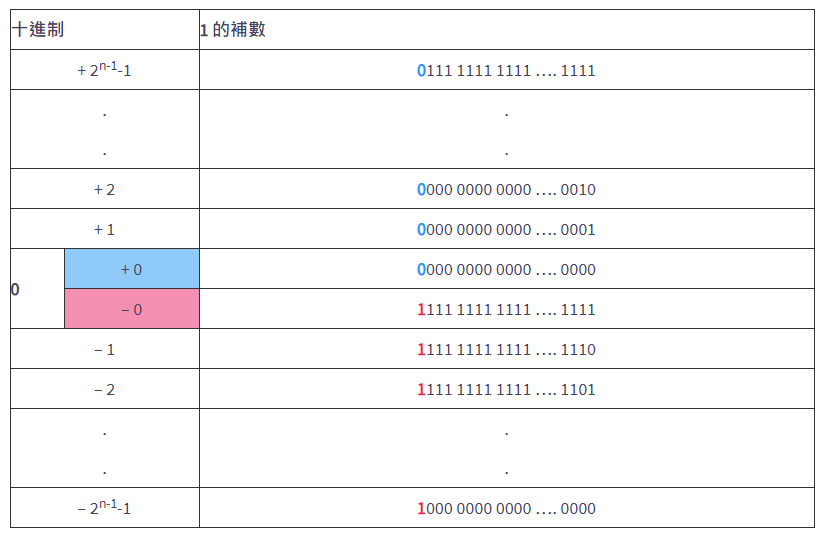 十進制 1 的補數
+ 2n-1-1 0111 1111 1111 …. 1111
. .
. .
+ 2 0000 0000 0000 …. 0010
+ 1 0000 0000 0000 …. 0001
0
+ 0 0000 0000 0000 …. 0000
– 0 1111 1111 1111 …. 1111
– 1 1111 1111 1111 …. 1110
– 2 1111 1111 1111 …. 1101
. .
. .
– 2n-1-1 1000 0000 0000 …. 0000